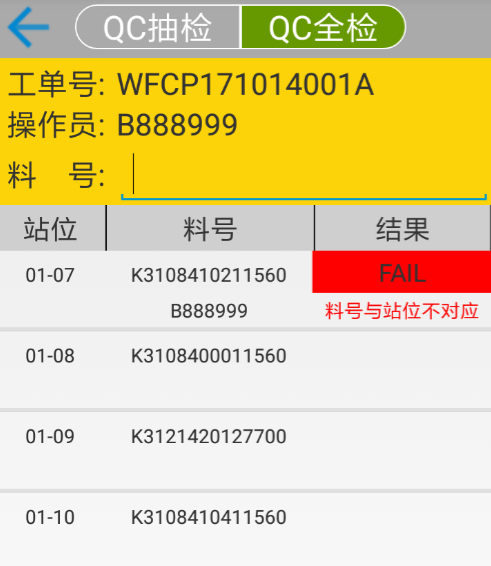 QC抽检 QC全检
工单号: WFCP171014001A
操作员: B888999
料 号:
站位 料号 结果
01-07 K3108410211560 FAIL
B888999 料号与站位不对应
01-08 K3108400011560
01-09 K3121420127700
01-10 K3108410411560